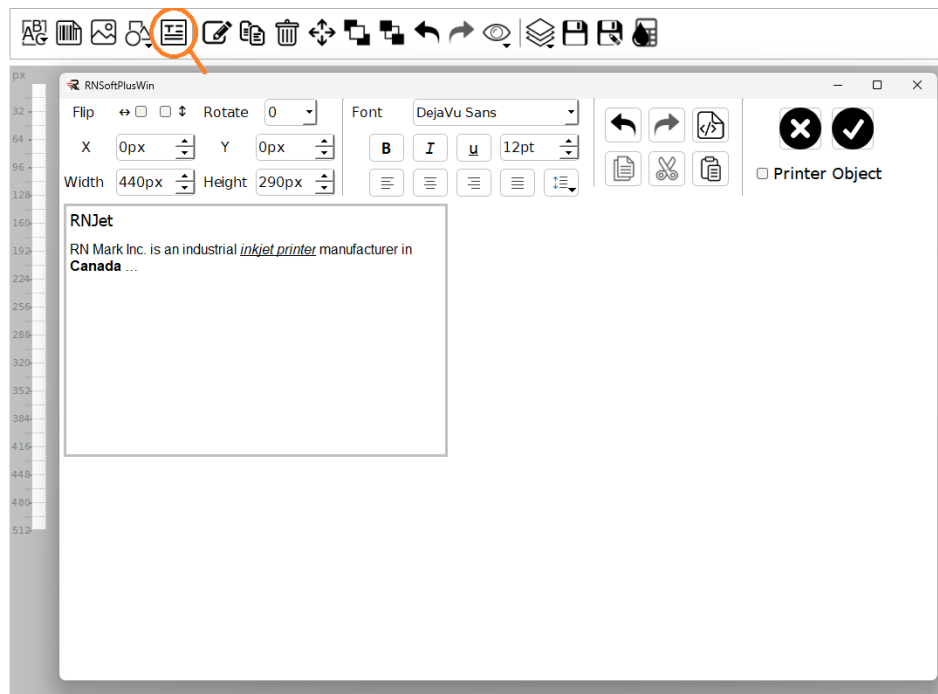 px
RNSoftPlusWin
Flip Rotate 0 Font DejaVu Sans
X 0px Y 0px B I u 12pt
Width 440px Height 290px
Printer Object
RNJet
RN Mark Inc. is an industrial inkjet printer manufacturer in
Canada ...
32
64
96
128
160
192
224
256
288
320
352
384
416
448
480
512